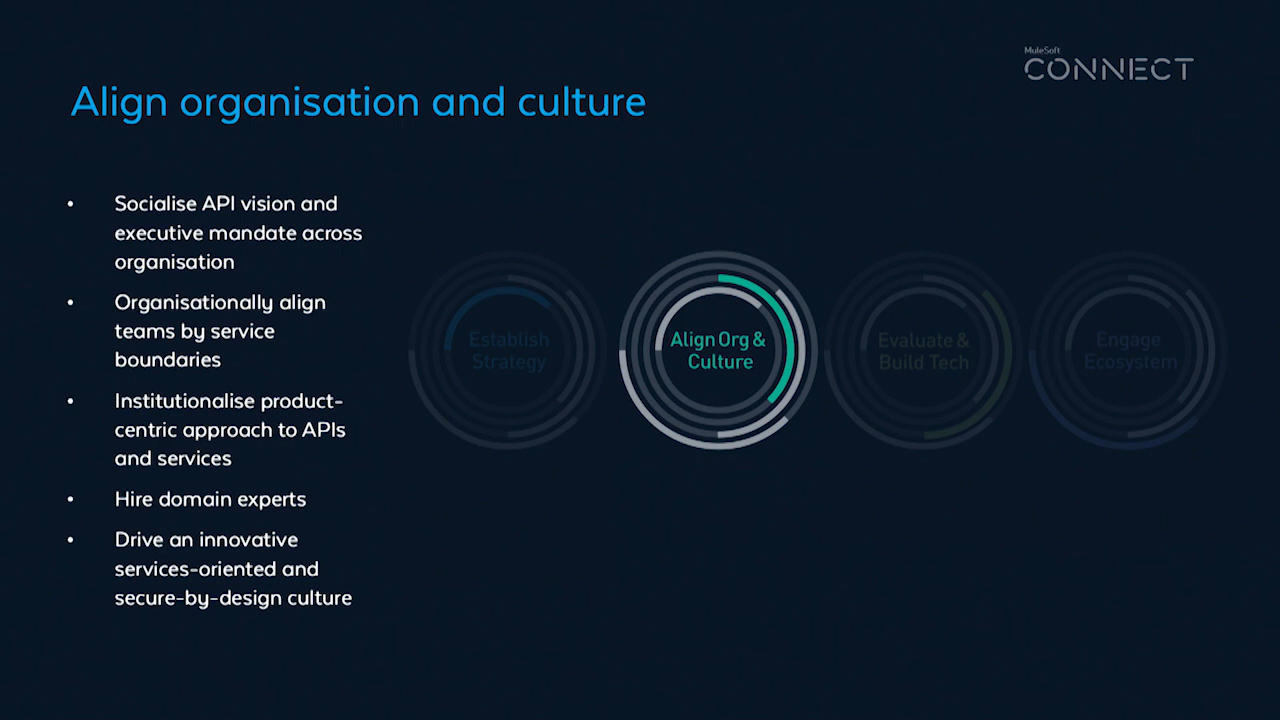 MuleSoft
CONNECT
Align organisation and culture
• Socialise API vision and
executive mandate across
organisation
• Organisationally align
teams by service
boundaries
• Institutionalise product-
centric approach to APIs
and services
• Hire domain experts
• Drive an innovative
services-oriented and
secure-by-design culture
Establish
Strategy
Align Org &
Culture
Evaluate &
Build Tech
Engage
Ecosystem